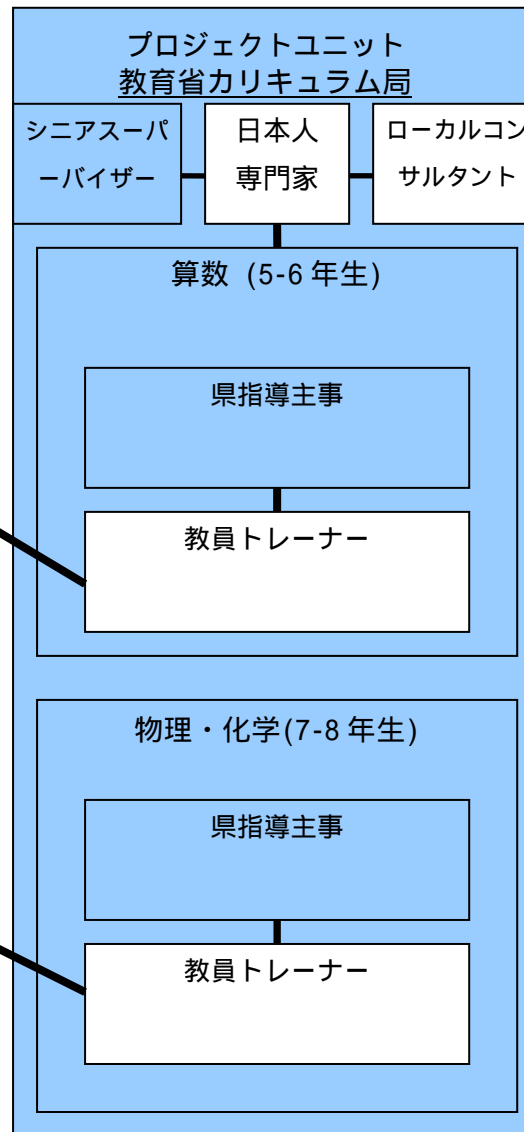 プロジェクトユニット
教育省カリキュラム局
シニアスーパ
ーバイザー
日本人
専門家
ローカルコン
サルタント
算数 (5-6 年生)
県指導主事
教員トレーナー
物理・化学(7-8 年生)
県指導主事
教員トレーナー